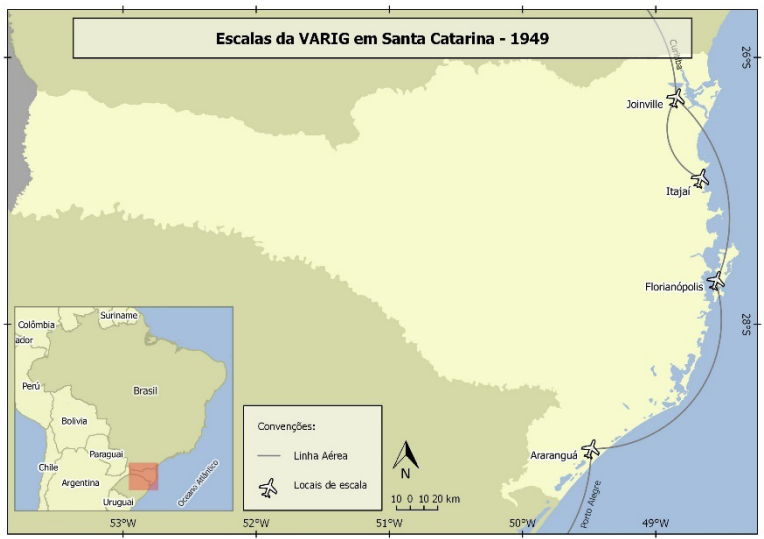 Escalas da VARIG em Santa Catarina - 1949
Curitiba
26°S
Joinville
Itajaí
Florianópolis
28°S
Araranguá
Porto Alegre
Colômbia
Suriname
ador
Perú
Brasil
Bolívia
Paraguai
Chile
Argentina
Uruguai
Oceano Atlântico
Convenções:
Linha Aérea
Locais de escala
N
10 0 10 20 km
53°W
52°W
51°W
50°W
49°W